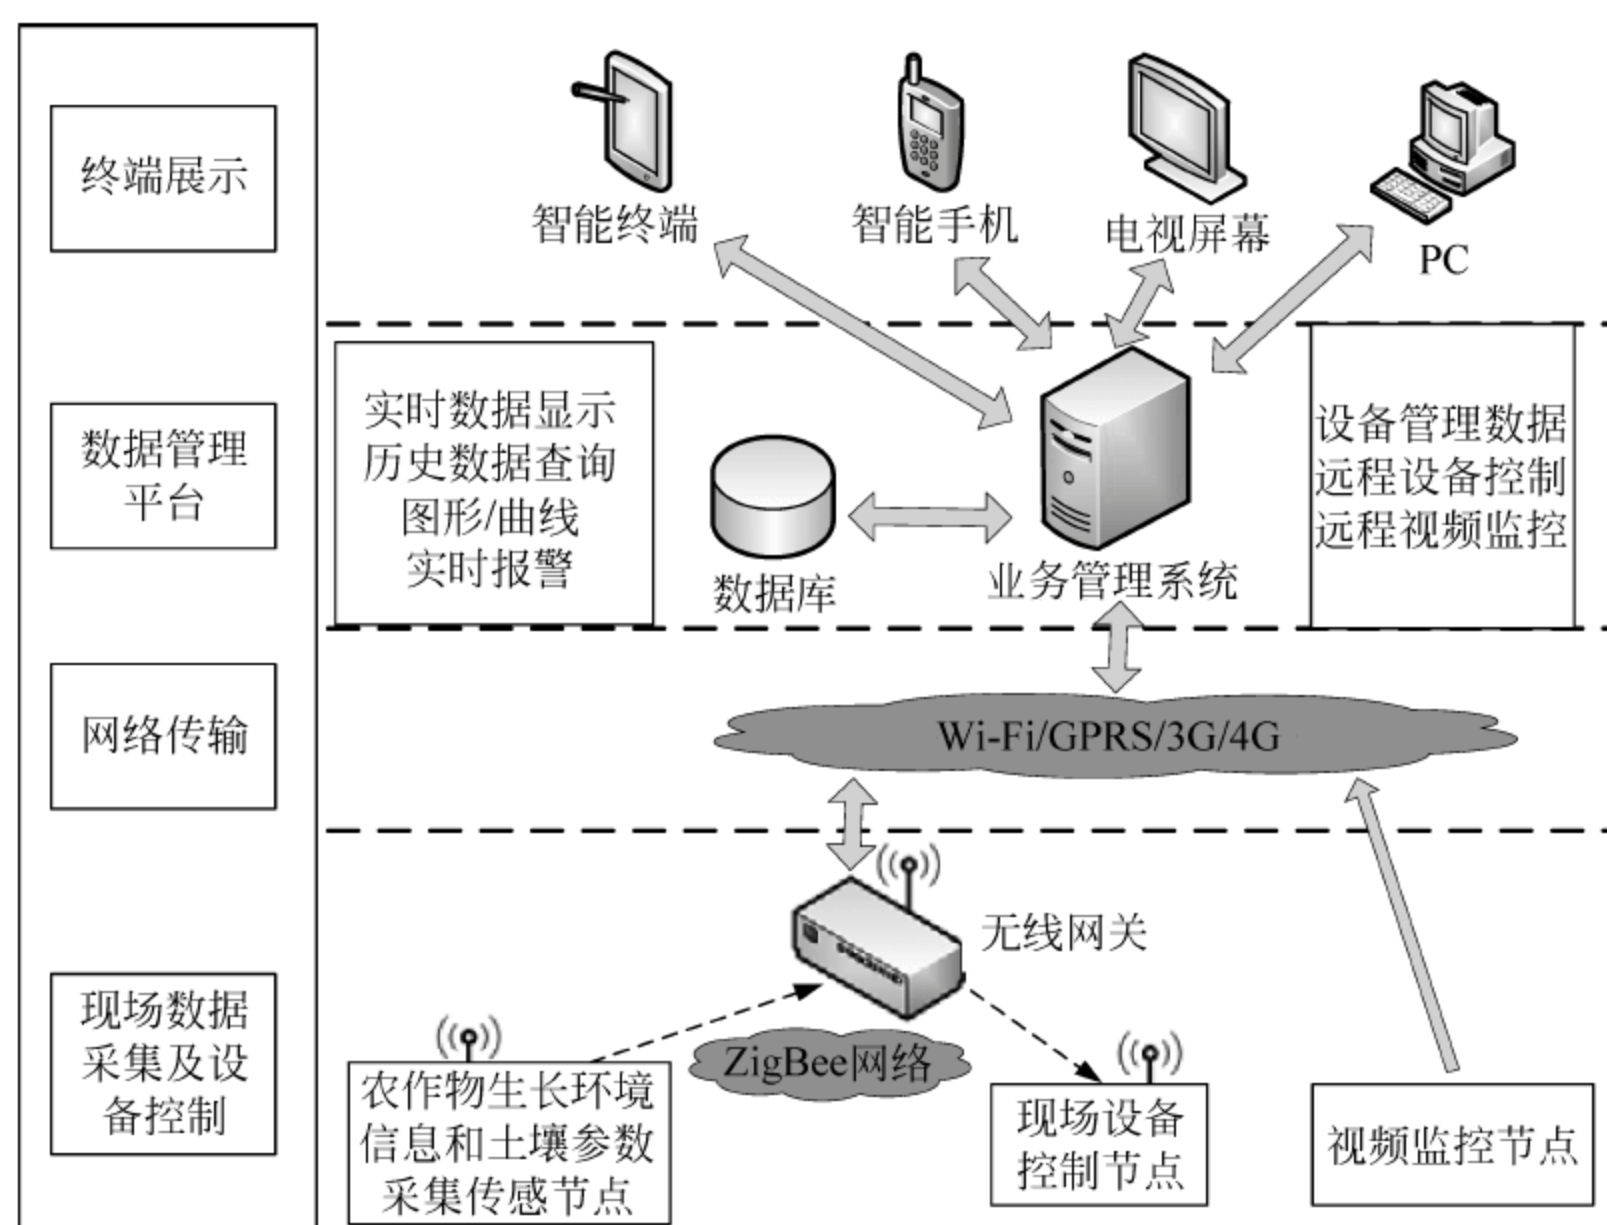 终端展示
智能终端
智能手机
电视屏幕
PC
数据管理
平台
实时数据显示
历史数据查询
图形/曲线
实时报警
数据库
业务管理系统
设备管理数据
远程设备控制
远程视频监控
网络传输
Wi-Fi/GPRS/3G/4G
现场数据
采集及设
备控制
无线网关
ZigBee网络
农作物生长环境
信息和土壤参数
采集传感节点
现场设备
控制节点
视频监控节点